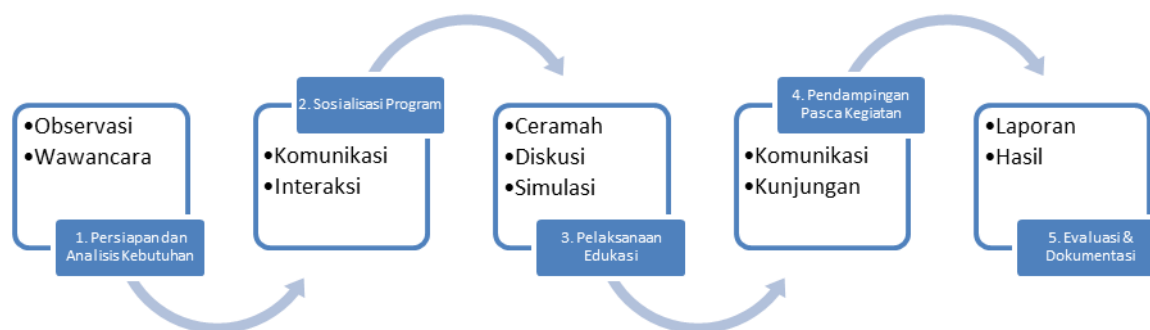 •Observasi
•Wawancara
1. Persiapan dan
Analisis Kebutuhan
2. Sosialisasi Program
•Komunikasi
•Interaksi
•Ceramah
•Diskusi
•Simulasi
3. Pelaksanaan
Edukasi
4. Pendampingan
Pasca Kegiatan
•Komunikasi
•Kunjungan
•Laporan
•Hasil
5. Evaluasi &
Dokumentasi